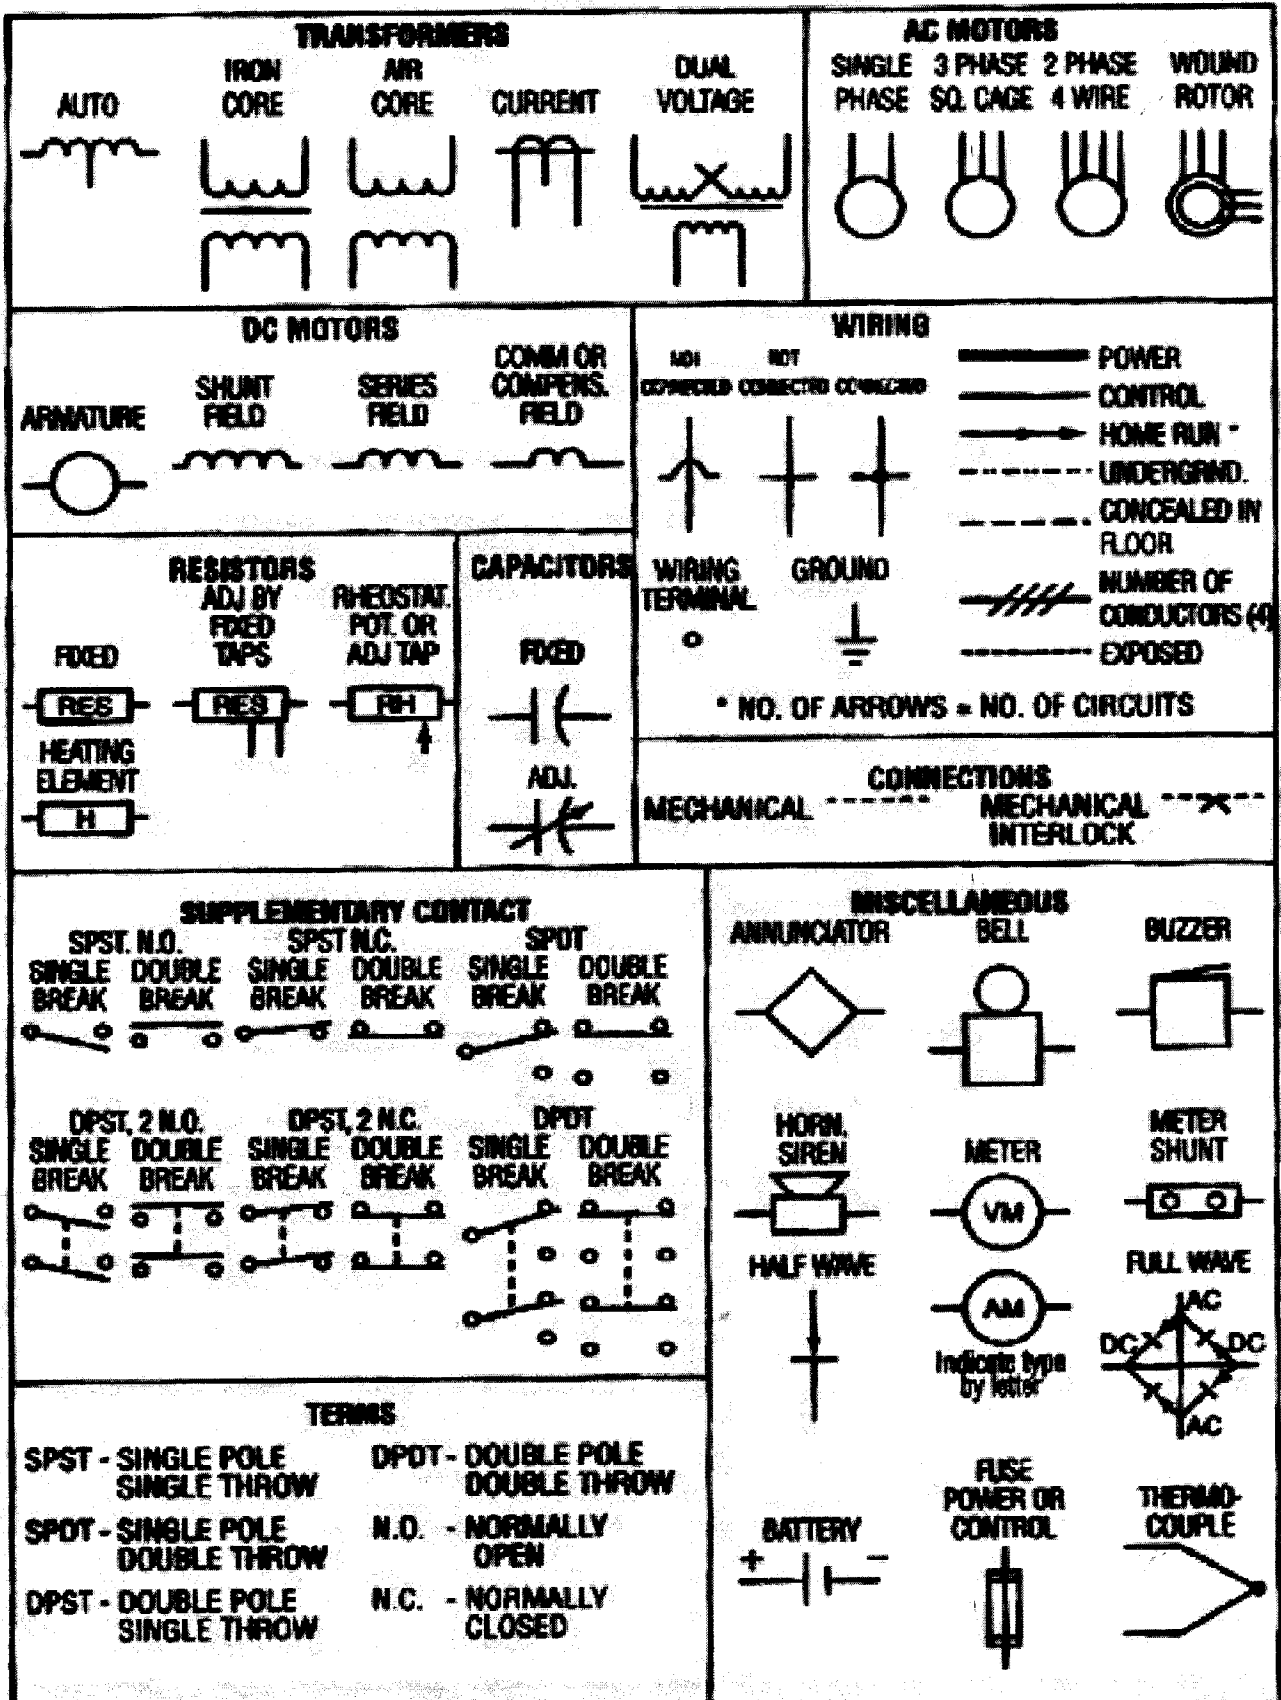 TRANSFORMERS
AUTO
IRON
CORE
AIR
CORE
CURRENT
DUAL
VOLTAGE
AC MOTORS
SINGLE
PHASE
3 PHASE
SQ. CAGE
2 PHASE
4 WIRE
WOUND
ROTOR
DC MOTORS
ARMATURE
SHUNT
FIELD
SERIES
FIELD
COMM OR
COMPENS.
FIELD
WIRING
NOT
CONNECTED
NOT
CONNECTED
CONNECTED
POWER
CONTROL
HOME RUN *
UNDERGRND.
CONCEALED IN
FLOOR
NUMBER OF
CONDUCTORS (4)
EXPOSED
WIRING
TERMINAL
GROUND
* NO. OF ARROWS = NO. OF CIRCUITS
RESISTORS
FIXED
RES
ADJ BY
FIXED
TAPS
RES
RHEOSTAT.
POT. OR
ADJ TAP
RH
HEATING
ELEMENT
H
CAPACITORS
FIXED
ADJ.
CONNECTIONS
MECHANICAL
MECHANICAL
INTERLOCK
SUPPLEMENTARY CONTACT
SPST. N.O.
SPST N.C.
SPDT
SINGLE
BREAK
DOUBLE
BREAK
SINGLE
BREAK
DOUBLE
BREAK
SINGLE
BREAK
DOUBLE
BREAK
DPST, 2 N.O.
DPST, 2 N.C.
DPDT
SINGLE
BREAK
DOUBLE
BREAK
SINGLE
BREAK
DOUBLE
BREAK
SINGLE
BREAK
DOUBLE
BREAK
TERMS
SPST - SINGLE POLE
SINGLE THROW
SPDT - SINGLE POLE
DOUBLE THROW
DPST - DOUBLE POLE
SINGLE THROW
DPDT - DOUBLE POLE
DOUBLE THROW
N.O. - NORMALLY
OPEN
N.C. - NORMALLY
CLOSED
MISCELLANEOUS
ANNUNCIATOR
BELL
BUZZER
HORN,
SIREN
METER
VM
METER
SHUNT
HALF WAVE
AM
Indicate type
by letter
FULL WAVE
AC
DC
DC
AC
BATTERY
+ −
FUSE
POWER OR
CONTROL
THERMO-
COUPLE